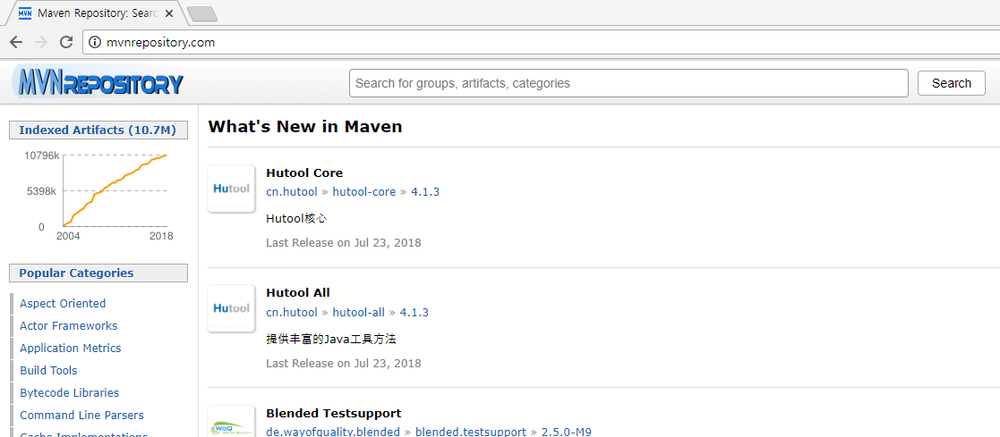 MVN Maven Repository: Searc
mvnrepository.com
MVNREPOSITORY
Search for groups, artifacts, categories
Search
Indexed Artifacts (10.7M)
10796k
5398k
0
2004 2018
Popular Categories
Aspect Oriented
Actor Frameworks
Application Metrics
Build Tools
Bytecode Libraries
Command Line Parsers
Cache Implementations
What's New in Maven
Hutool
Hutool Core
cn.hutool » hutool-core » 4.1.3
Hutool核心
Last Release on Jul 23, 2018
Hutool
Hutool All
cn.hutool » hutool-all » 4.1.3
提供丰富的Java工具方法
Last Release on Jul 23, 2018
WoQ
Blended Testsupport
de.wayofquality.blended » blended.testsupport » 2.5.0-M9